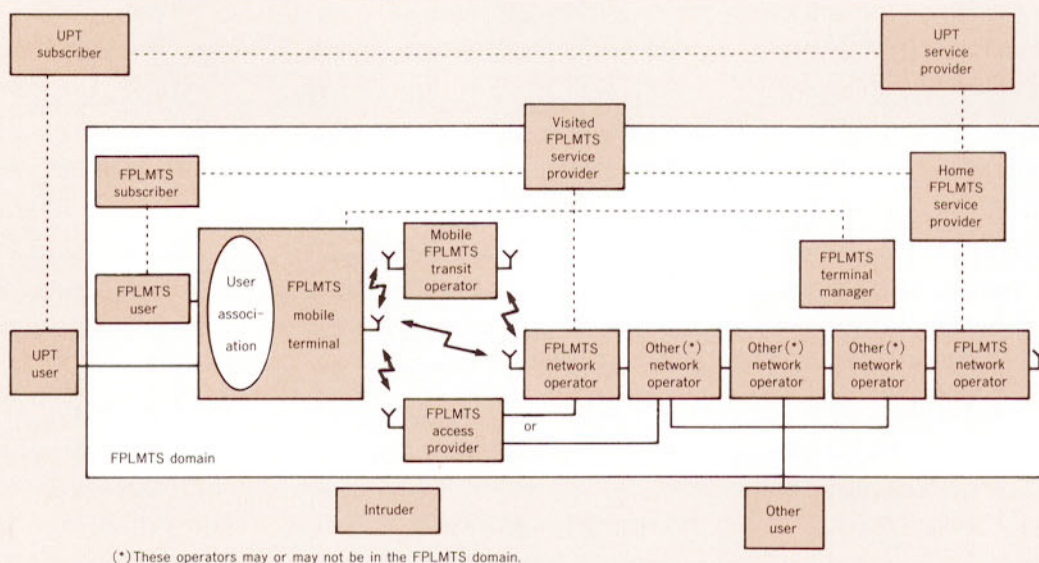 UPT
subscriber
UPT
service
provider
Visited
FPLMTS
service
provider
FPLMTS
subscriber
Home
FPLMTS
service
provider
Mobile
FPLMTS
transit
operator
FPLMTS
terminal
manager
User
associ-
ation
FPLMTS
mobile
terminal
FPLMTS
user
UPT
user
FPLMTS
network
operator
Other(*)
network
operator
Other(*)
network
operator
Other(*)
network
operator
FPLMTS
network
operator
FPLMTS
access
provider
or
FPLMTS domain
Intruder
Other
user
(*)These operators may or may not be in the FPLMTS domain.